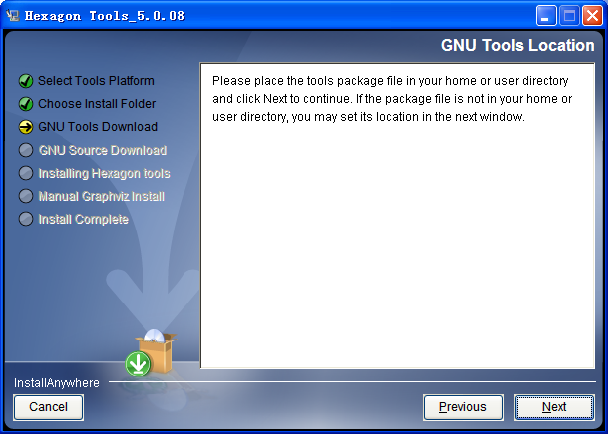 Hexagon Tools_5.0.08
GNU Tools Location
Select Tools Platform
Choose Install Folder
GNU Tools Download
GNU Source Download
Installing Hexagon tools
Manual Graphviz Install
Install Complete
Please place the tools package file in your home or user directory
and click Next to continue. If the package file is not in your home or
user directory, you may set its location in the next window.
InstallAnywhere
Cancel
Previous
Next